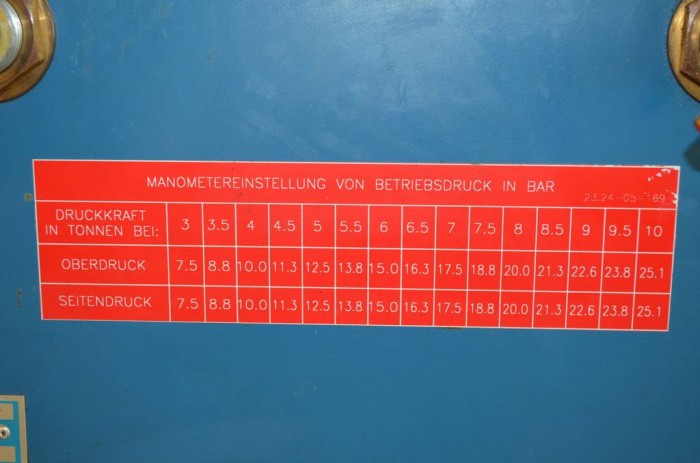 MANOMETEREINSTELLUNG VON BETRIEBSDRUCK IN BAR
23.24-05-169
DRUCKKRAFT
IN TONNEN BEI: 3 3.5 4 4.5 5 5.5 6 6.5 7 7.5 8 8.5 9 9.5 10
OBERDRUCK 7.5 8.8 10.0 11.3 12.5 13.8 15.0 16.3 17.5 18.8 20.0 21.3 22.6 23.8 25.1
SEITENDRUCK 7.5 8.8 10.0 11.3 12.5 13.8 15.0 16.3 17.5 18.8 20.0 21.3 22.6 23.8 25.1